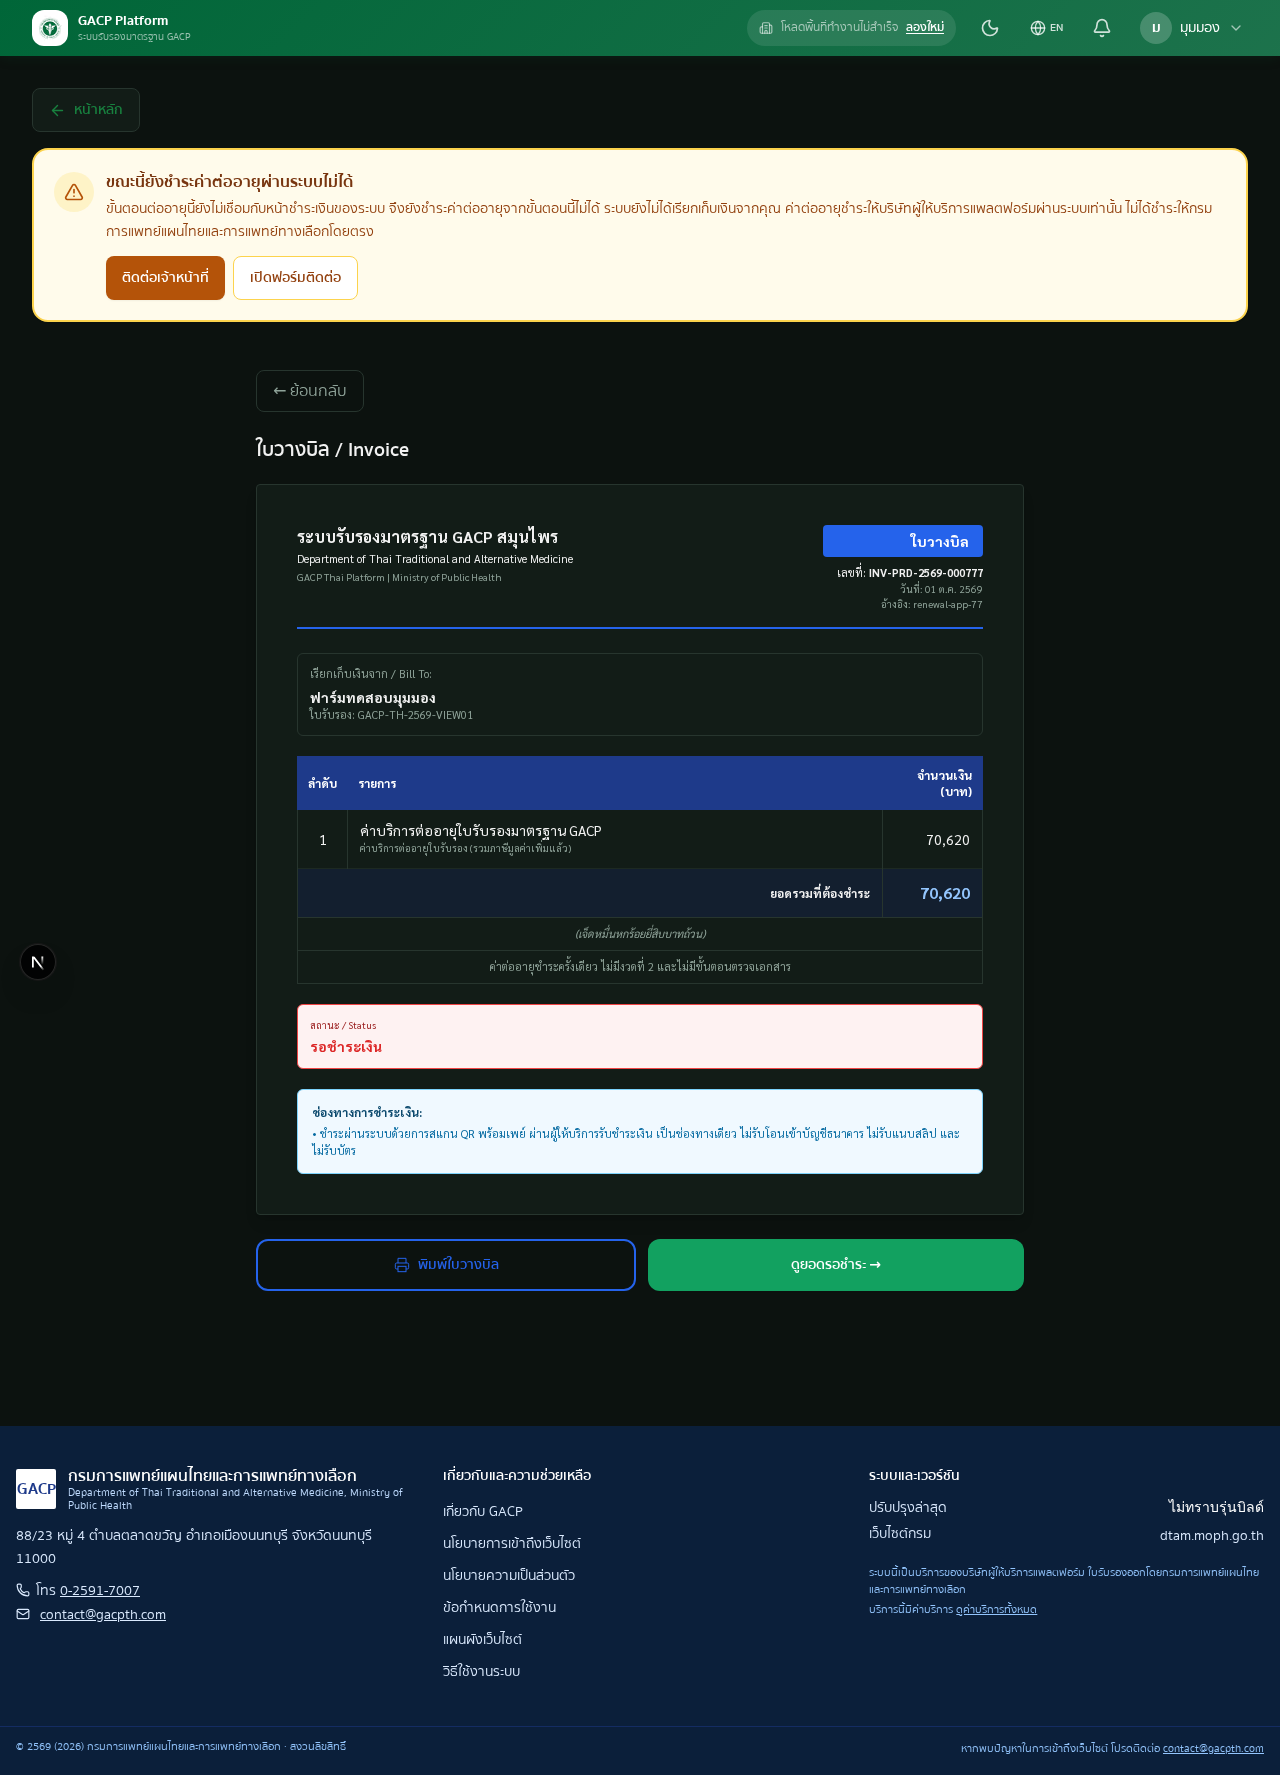 GACP Platform
ระบบรับรองมาตรฐาน GACP
โหลดพื้นที่ทำงานไม่สำเร็จ ลองใหม่
EN
ม มุมมอง
หน้าหลัก
ขณะนี้ยังชำระค่าต่ออายุผ่านระบบไม่ได้
ขั้นตอนต่ออายุนี้ยังไม่เชื่อมกับหน้าชำระเงินของระบบ จึงยังชำระค่าต่ออายุจากขั้นตอนนี้ไม่ได้ ระบบยังไม่ได้เรียกเก็บเงินจากคุณ ค่าต่ออายุชำระให้บริษัทผู้ให้บริการแพลตฟอร์มผ่านระบบเท่านั้น ไม่ได้ชำระให้กรม
การแพทย์แผนไทยและการแพทย์ทางเลือกโดยตรง
ติดต่อเจ้าหน้าที่
เปิดฟอร์มติดต่อ
← ย้อนกลับ
ใบวางบิล / Invoice
ระบบรับรองมาตรฐาน GACP สมุนไพร
Department of Thai Traditional and Alternative Medicine
GACP Thai Platform | Ministry of Public Health
ใบวางบิล
เลขที่: INV-PRD-2569-000777
วันที่: 01 ต.ค. 2569
อ้างอิง: renewal-app-77
เรียกเก็บเงินจาก / Bill To:
ฟาร์มทดสอบมุมมอง
ใบรับรอง: GACP-TH-2569-VIEW01
ลำดับ รายการ จำนวนเงิน
(บาท)
1 ค่าบริการต่ออายุใบรับรองมาตรฐาน GACP 70,620
ค่าบริการต่ออายุใบรับรอง (รวมภาษีมูลค่าเพิ่มแล้ว)
ยอดรวมที่ต้องชำระ 70,620
(เจ็ดหมื่นหกร้อยยี่สิบบาทถ้วน)
ค่าต่ออายุชำระครั้งเดียว ไม่มีงวดที่ 2 และไม่มีขั้นตอนตรวจเอกสาร
สถานะ / Status
รอชำระเงิน
ช่องทางการชำระเงิน:
• ชำระผ่านระบบด้วยการสแกน QR พร้อมเพย์ ผ่านผู้ให้บริการรับชำระเงิน เป็นช่องทางเดียว ไม่รับโอนเข้าบัญชีธนาคาร ไม่รับแนบสลิป และ
ไม่รับบัตร
พิมพ์ใบวางบิล
ดูยอดรอชำระ →
GACP
กรมการแพทย์แผนไทยและการแพทย์ทางเลือก
Department of Thai Traditional and Alternative Medicine, Ministry of
Public Health
88/23 หมู่ 4 ตำบลตลาดขวัญ อำเภอเมืองนนทบุรี จังหวัดนนทบุรี
11000
โทร 0-2591-7007
contact@gacpth.com
เกี่ยวกับและความช่วยเหลือ
เกี่ยวกับ GACP
นโยบายการเข้าถึงเว็บไซต์
นโยบายความเป็นส่วนตัว
ข้อกำหนดการใช้งาน
แผนผังเว็บไซต์
วิธีใช้งานระบบ
ระบบและเวอร์ชัน
ปรับปรุงล่าสุด ไม่ทราบรุ่นบิลด์
เว็บไซต์กรม dtam.moph.go.th
ระบบนี้เป็นบริการของบริษัทผู้ให้บริการแพลตฟอร์ม ใบรับรองออกโดยกรมการแพทย์แผนไทย
และการแพทย์ทางเลือก
บริการนี้มีค่าบริการ ดูค่าบริการทั้งหมด
© 2569 (2026) กรมการแพทย์แผนไทยและการแพทย์ทางเลือก · สงวนลิขสิทธิ์
หากพบปัญหาในการเข้าถึงเว็บไซต์ โปรดติดต่อ contact@gacpth.com